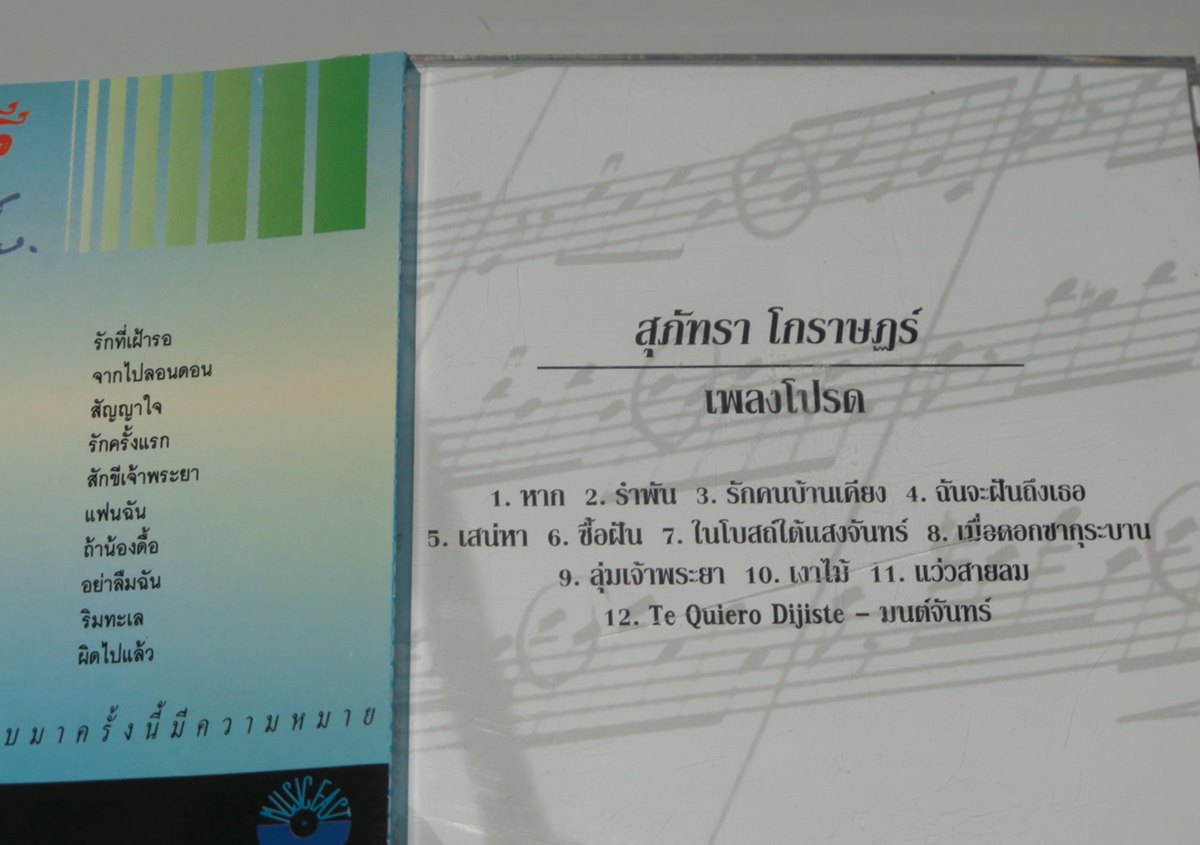 รักที่เฝ้ารอ
จากไปลอนดอน
สัญญาใจ
รักครั้งแรก
สักขีเจ้าพระยา
แฟนฉัน
ถ้าน้องดื้อ
อย่าลืมฉัน
ริมทะเล
ผิดไปแล้ว
บมาครั้งนี้มีความหมาย
MUSIC EAST
สุภัทรา โกราษฎร์
เพลงโปรด
1. หาก 2. รำพัน 3. รักคนบ้านเคียง 4. ฉันจะฝันถึงเธอ
5. เสน่หา 6. ซื้อฝัน 7. ในโบสถ์ใต้แสงจันทร์ 8. เมื่อดอกซากุระบาน
9. ลุ่มเจ้าพระยา 10. เงาไม้ 11. แว่วสายลม
12. Te Quiero Dijiste – มนต์จันทร์